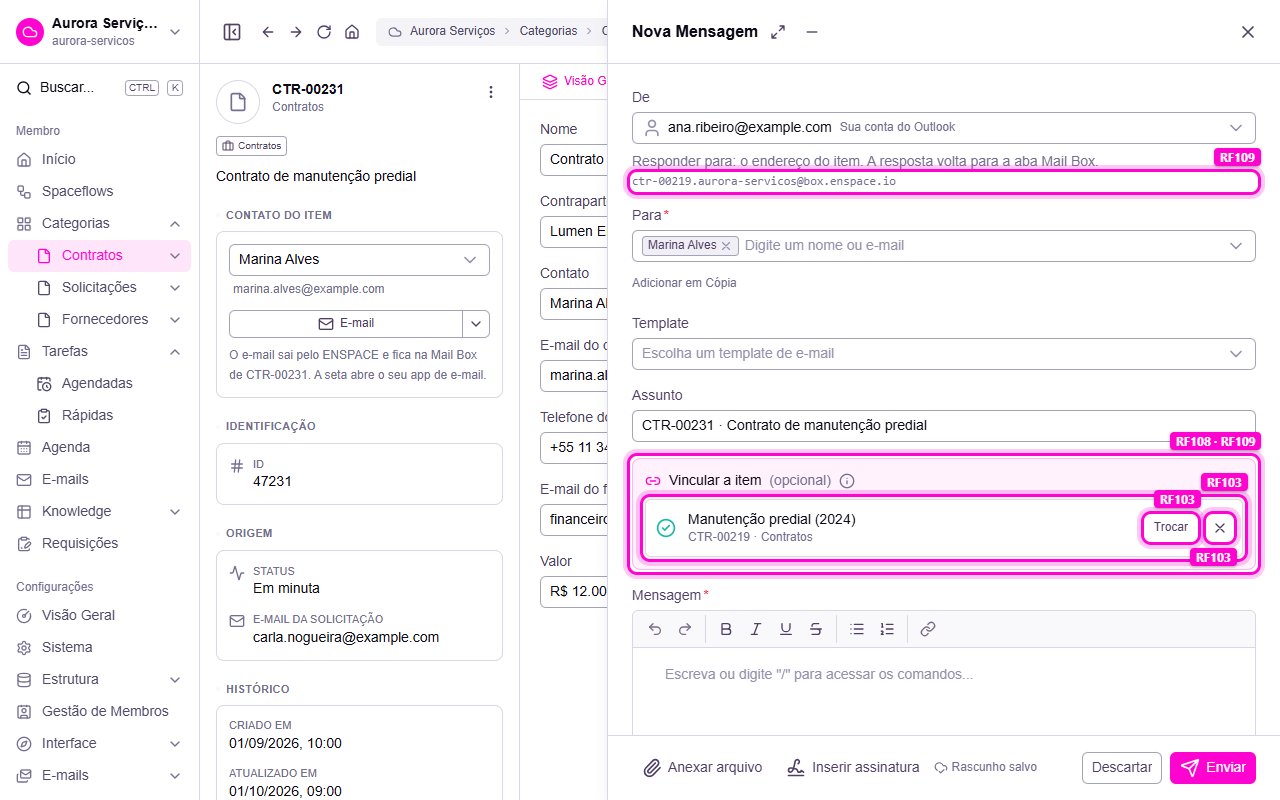 Aurora Serviç...
aurora-servicos
Buscar... CTRL K
Membro
Início
Spaceflows
Categorias
Contratos
Solicitações
Fornecedores
Tarefas
Agendadas
Rápidas
Agenda
E-mails
Knowledge
Requisições
Configurações
Visão Geral
Sistema
Estrutura
Gestão de Membros
Interface
E-mails
Aurora Serviços > Categorias > C
CTR-00231
Contratos
Contratos
Contrato de manutenção predial
CONTATO DO ITEM
Marina Alves
marina.alves@example.com
E-mail
O e-mail sai pelo ENSPACE e fica na Mail Box
de CTR-00231. A seta abre o seu app de e-mail.
IDENTIFICAÇÃO
ID
47231
ORIGEM
STATUS
Em minuta
E-MAIL DA SOLICITAÇÃO
carla.nogueira@example.com
HISTÓRICO
CRIADO EM
01/09/2026, 10:00
ATUALIZADO EM
01/10/2026, 09:00
Visão G
Nome
Contrato
Contrapart
Lumen E
Contato
Marina Al
E-mail do c
marina.al
Telefone do
+55 11 34
E-mail do f
financeiro
Valor
R$ 12.00
Nova Mensagem
De
ana.ribeiro@example.com Sua conta do Outlook
Responder para: o endereço do item. A resposta volta para a aba Mail Box.
RF109
ctr-00219.aurora-servicos@box.enspace.io
Para*
Marina Alves Digite um nome ou e-mail
Adicionar em Cópia
Template
Escolha um template de e-mail
Assunto
CTR-00231 · Contrato de manutenção predial
RF108 · RF109
Vincular a item (opcional)
RF103
RF103
Manutenção predial (2024)
CTR-00219 · Contratos
Trocar
RF103
Mensagem*
Escreva ou digite "/" para acessar os comandos...
Anexar arquivo Inserir assinatura Rascunho salvo Descartar Enviar